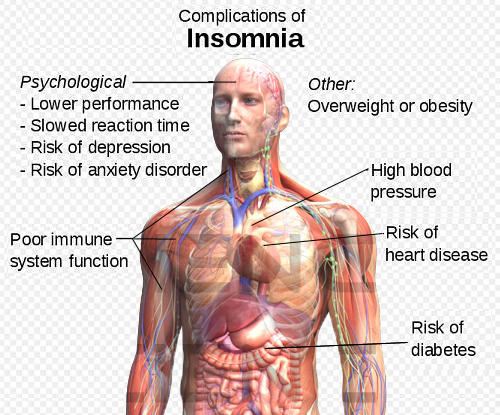 Complications of
Insomnia
Psychological
- Lower performance
- Slowed reaction time
- Risk of depression
- Risk of anxiety disorder
Other:
Overweight or obesity
High blood
pressure
Poor immune
system function
Risk of
heart disease
Risk of
diabetes